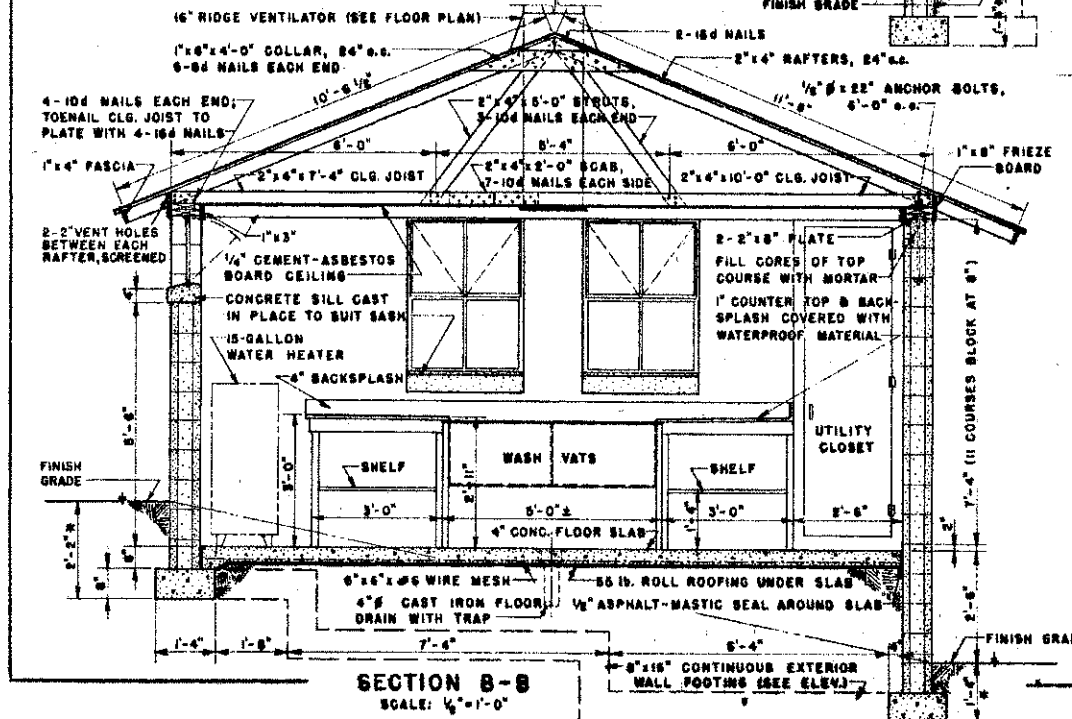 16" RIDGE VENTILATOR (SEE FLOOR PLAN)
FINISH GRADE
2-16d NAILS
1"x6"x4'-0" COLLAR, 24" o.c.
6-8d NAILS EACH END
2"x4" RAFTERS, 24" o.c.
10'-6 1/2"
ANCHOR BOLTS,
6'-0" o.c.
4-10d NAILS EACH END;
TOENAIL CLG. JOIST TO
PLATE WITH 4-16d NAILS
2"x4"x5'-0" STRUTS,
3-10d NAILS EACH END
1"x4" FASCIA
6'-0"
5'-4"
6'-0"
1"x8" FRIEZE
BOARD
2"x4"x7'-4" CLG. JOIST
2"x4"x2'-0" SCAB,
7-10d NAILS EACH SIDE
2"x4"x10'-0" CLG. JOIST
2-2" VENT HOLES
BETWEEN EACH
RAFTER, SCREENED
1"x3"
1/4" CEMENT-ASBESTOS
BOARD CEILING
2-2"x8" PLATE
FILL CORES OF TOP
COURSE WITH MORTAR
4"
CONCRETE SILL CAST
IN PLACE TO SUIT SASH
1" COUNTER TOP & BACK-
SPLASH COVERED WITH
WATERPROOF MATERIAL
15-GALLON
WATER HEATER
4" BACKSPLASH
5'-6"
7'-4" (11 COURSES BLOCK AT 8")
UTILITY
CLOSET
FINISH
GRADE
3'-0"
SHELF
2'-11"
WASH VATS
SHELF
3'-0"
5'-0"±
1'-6"
3'-0"
2'-6"
4" CONC. FLOOR SLAB
2"
2'-2"*
6"
8"
6"x6"x#6 WIRE MESH
55 lb. ROLL ROOFING UNDER SLAB
4"ø CAST IRON FLOOR
DRAIN WITH TRAP
1/2" ASPHALT-MASTIC SEAL AROUND SLAB
2'-6"
1'-4"
1'-8"
7'-4"
4"
FINISH GRA
8"x16" CONTINUOUS EXTERIOR
WALL FOOTING (SEE ELEV.)
SECTION B-B